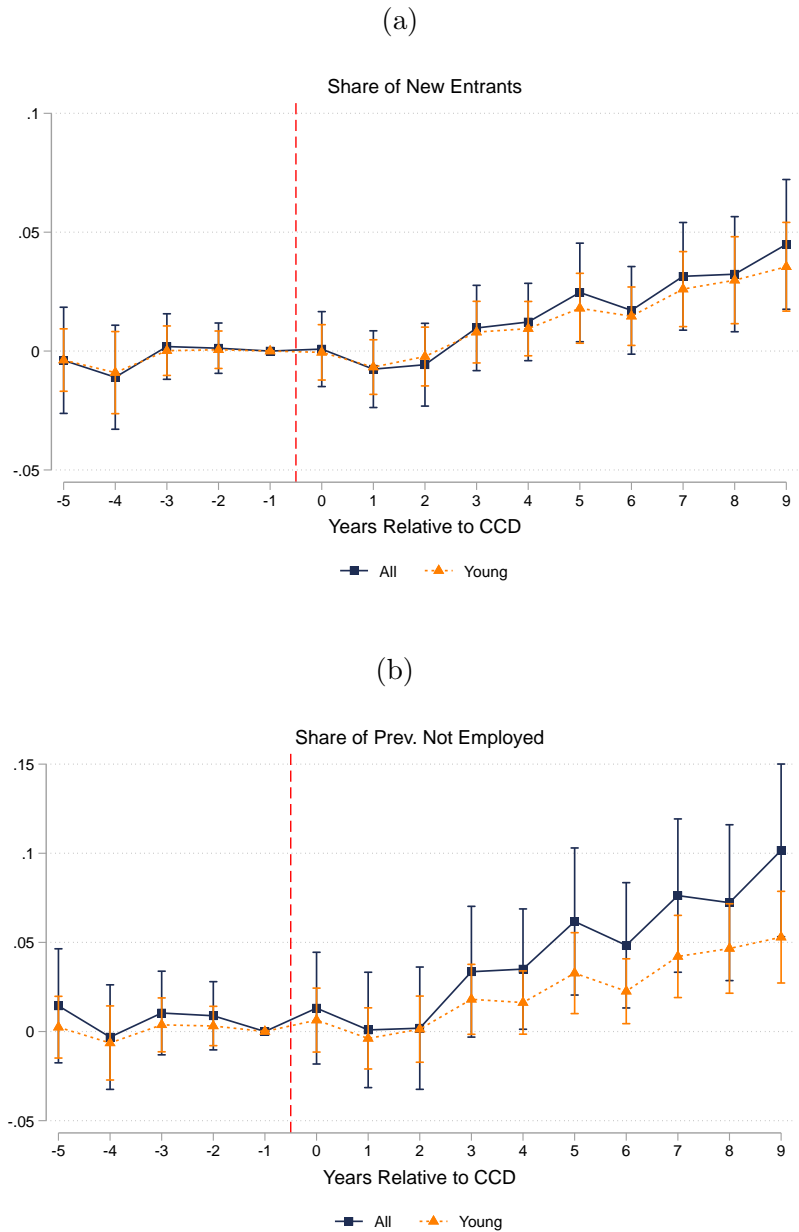 (a)
Share of New Entrants
.1
.05
0
-.05
-5 -4 -3 -2 -1 0 1 2 3 4 5 6 7 8 9
Years Relative to CCD
All Young
(b)
Share of Prev. Not Employed
.15
.1
.05
0
-.05
-5 -4 -3 -2 -1 0 1 2 3 4 5 6 7 8 9
Years Relative to CCD
All Young